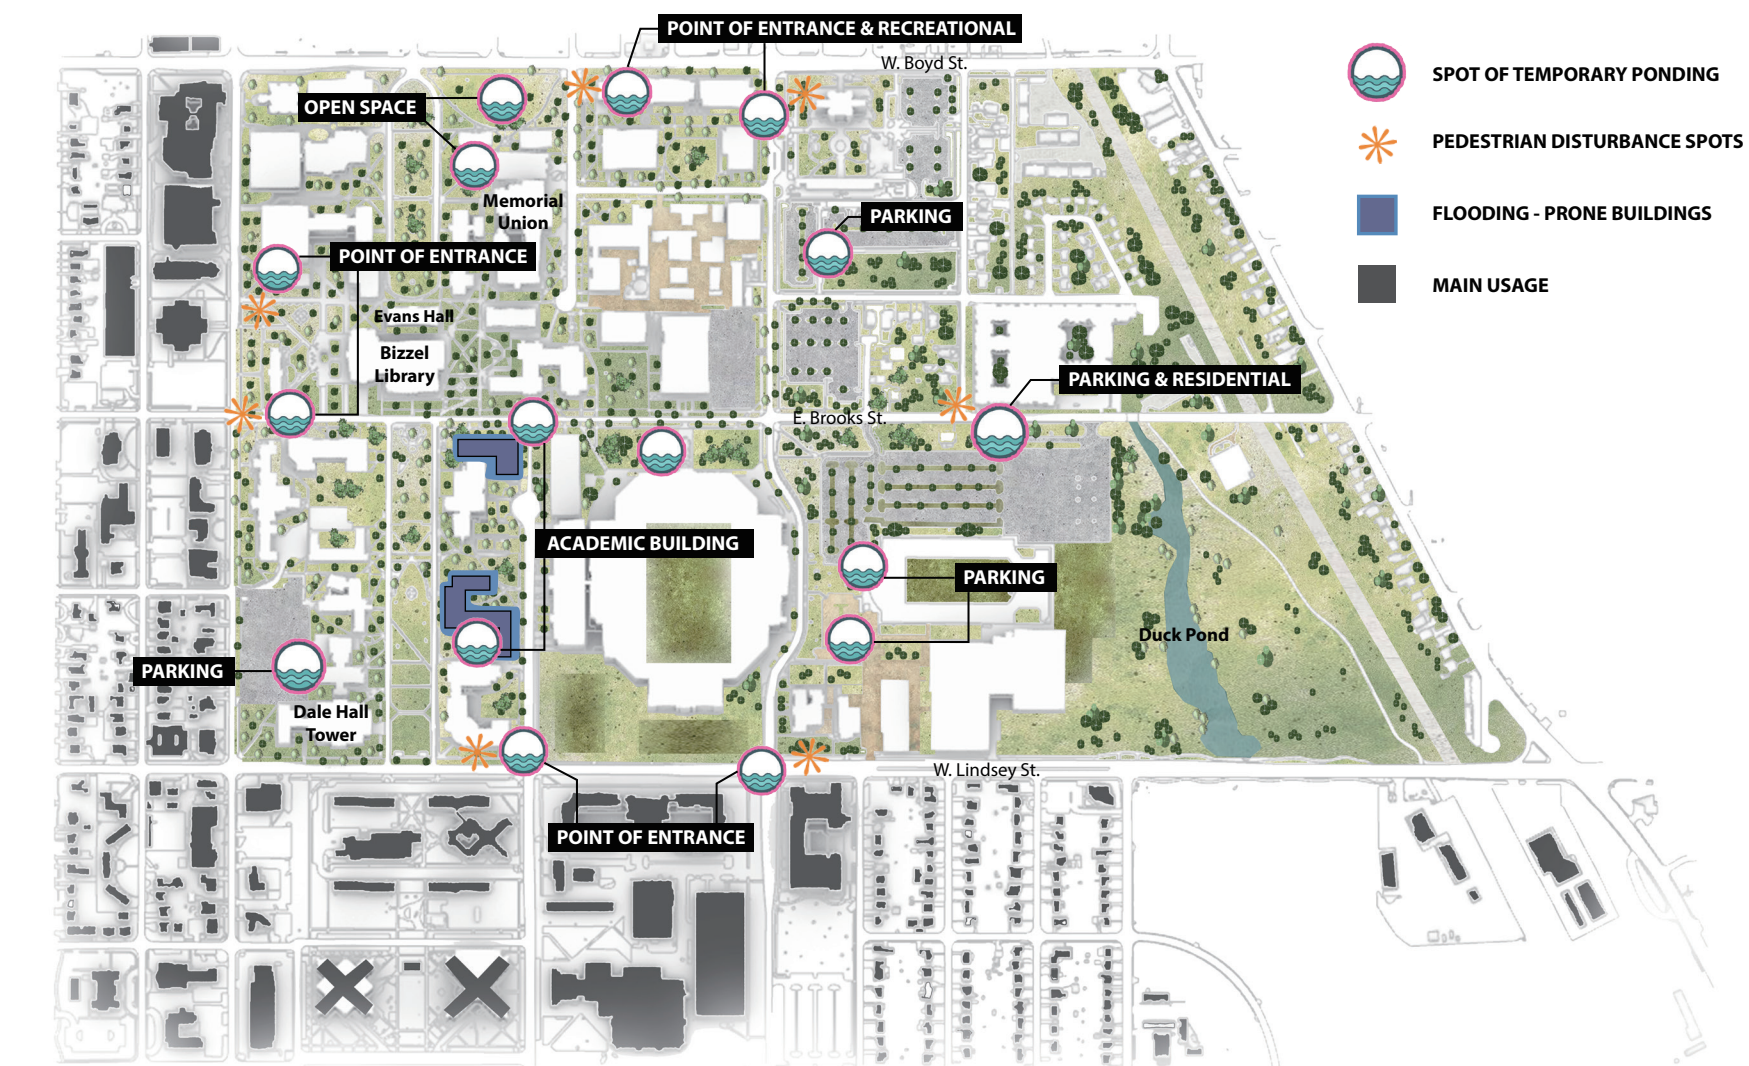 POINT OF ENTRANCE & RECREATIONAL
W. Boyd St.
SPOT OF TEMPORARY PONDING
OPEN SPACE
PEDESTRIAN DISTURBANCE SPOTS
Memorial
Union
PARKING
FLOODING - PRONE BUILDINGS
POINT OF ENTRANCE
MAIN USAGE
Evans Hall
Bizzel
Library
PARKING & RESIDENTIAL
E. Brooks St.
ACADEMIC BUILDING
PARKING
Duck Pond
PARKING
Dale Hall
Tower
W. Lindsey St.
POINT OF ENTRANCE